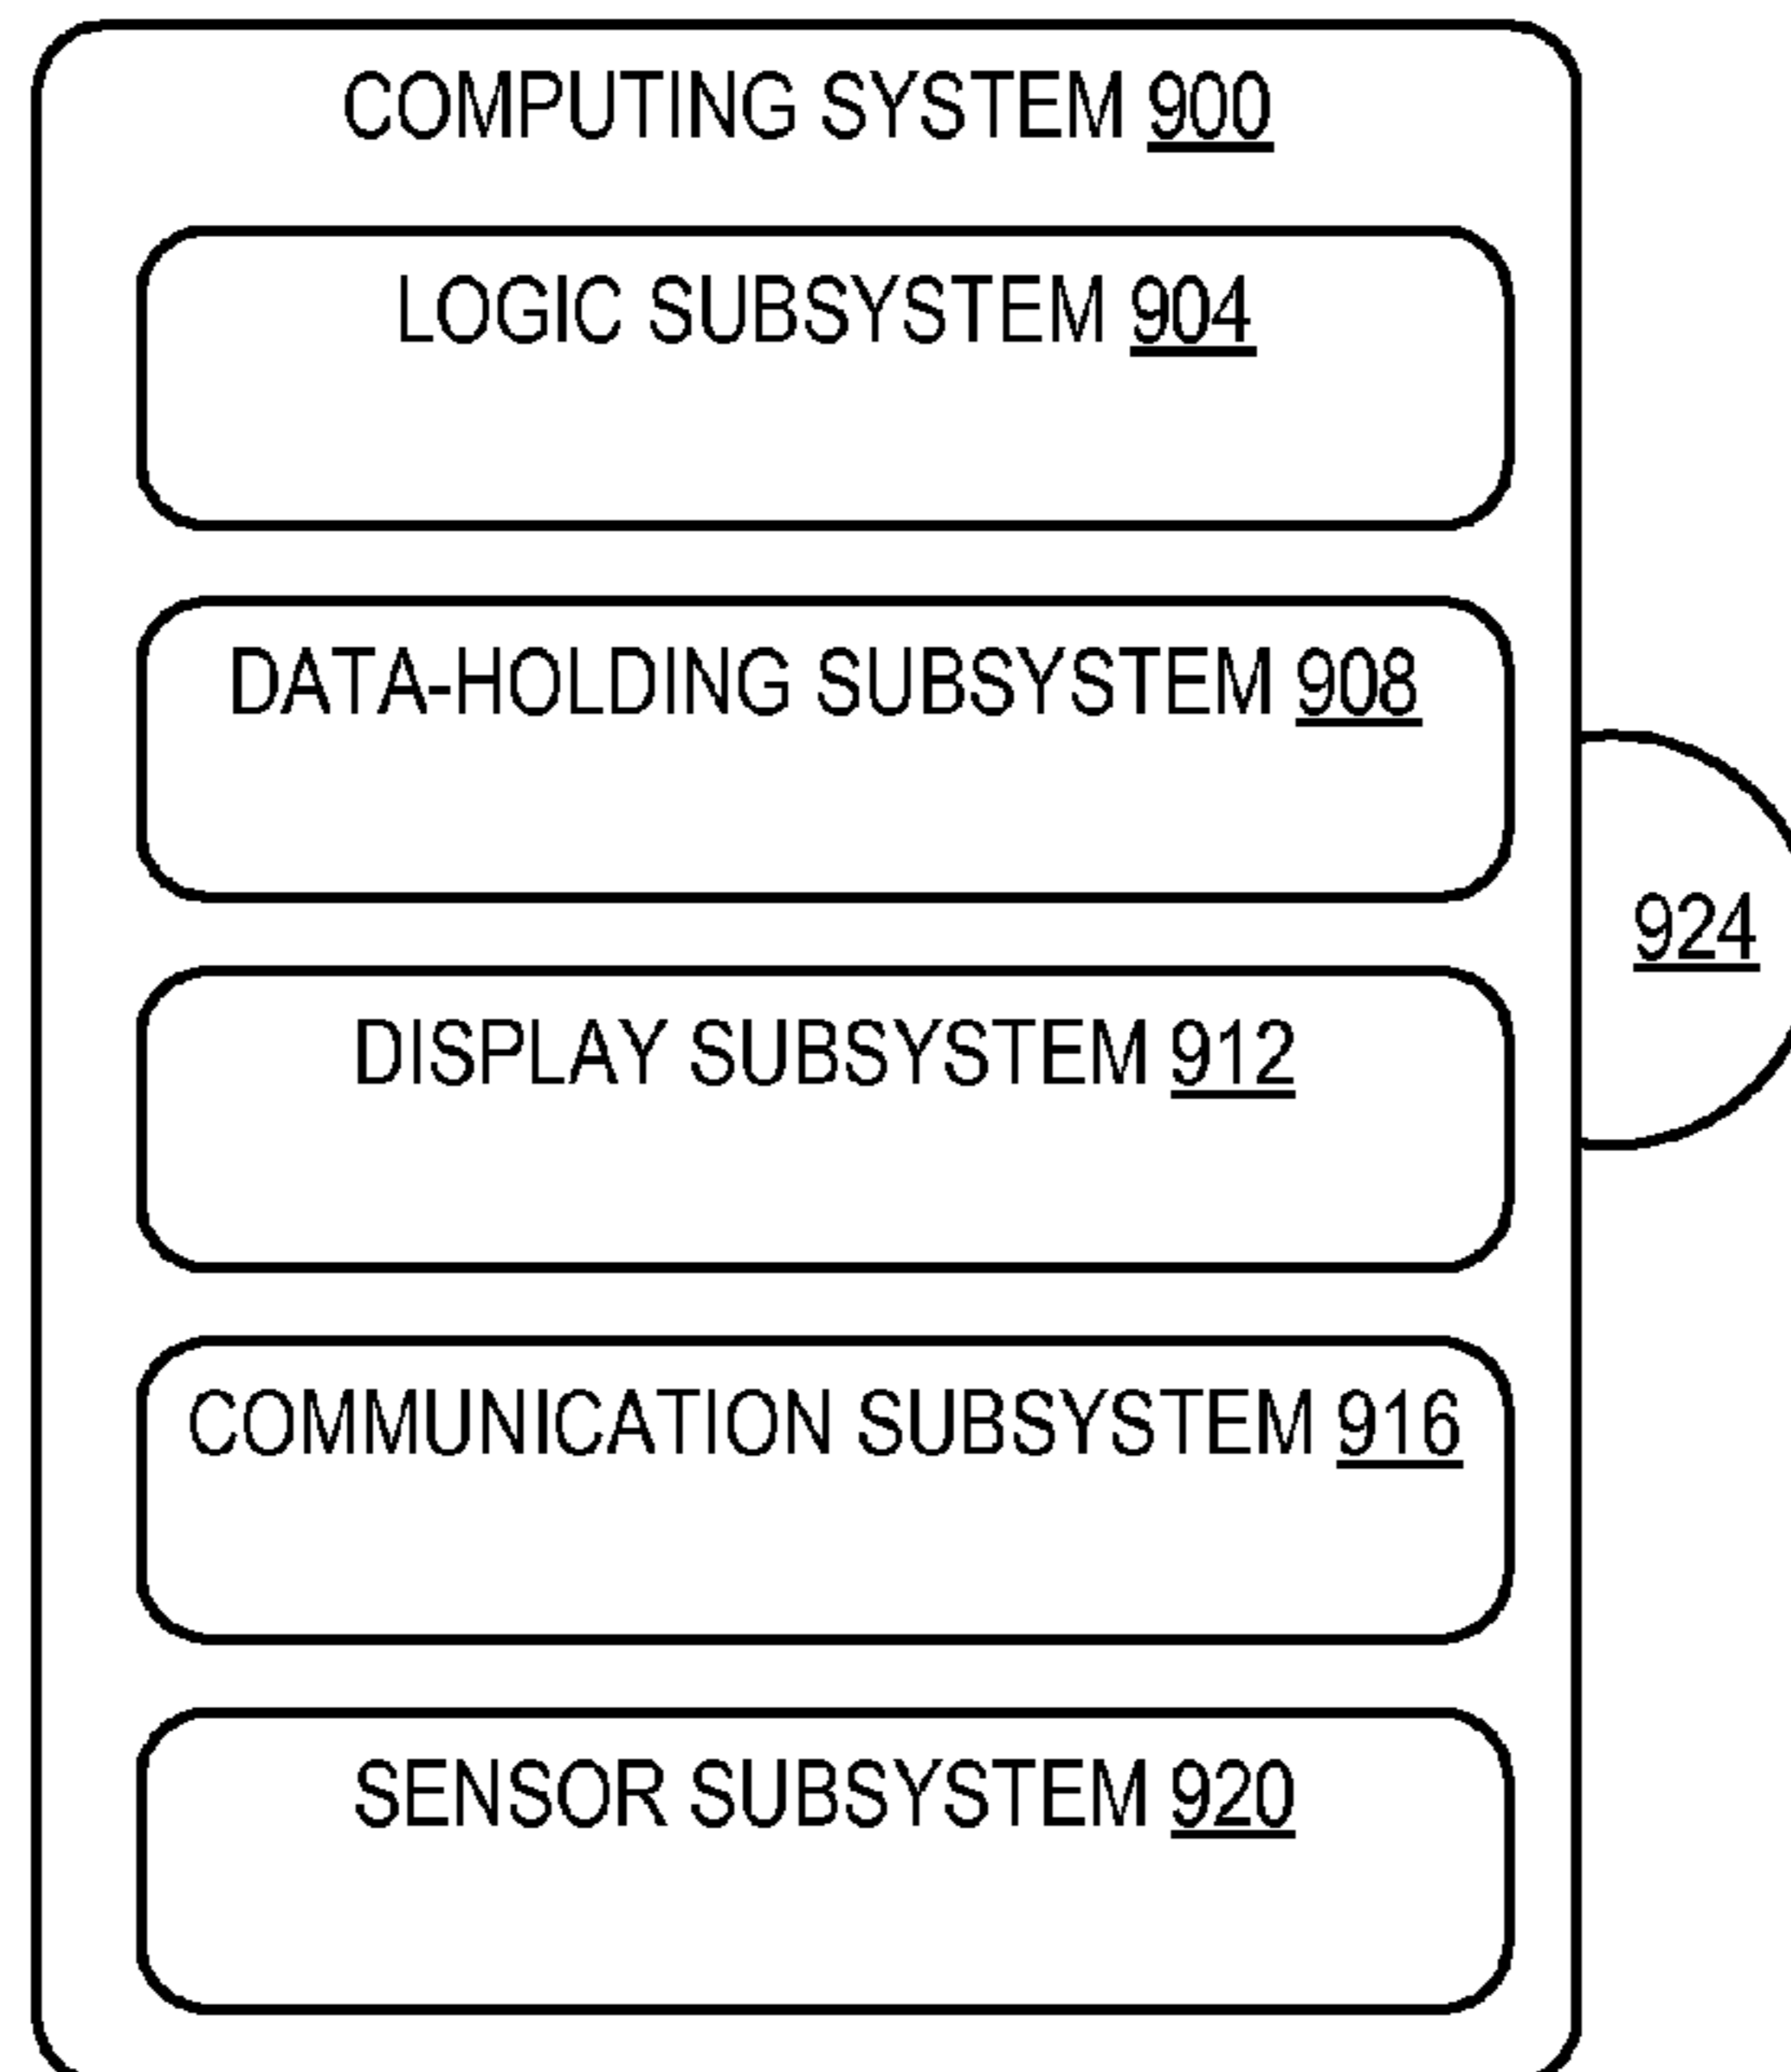 COMPUTING SYSTEM 900
LOGIC SUBSYSTEM 904
DATA-HOLDING SUBSYSTEM 908
924
DISPLAY SUBSYSTEM 912
COMMUNICATION SUBSYSTEM 916
SENSOR SUBSYSTEM 920